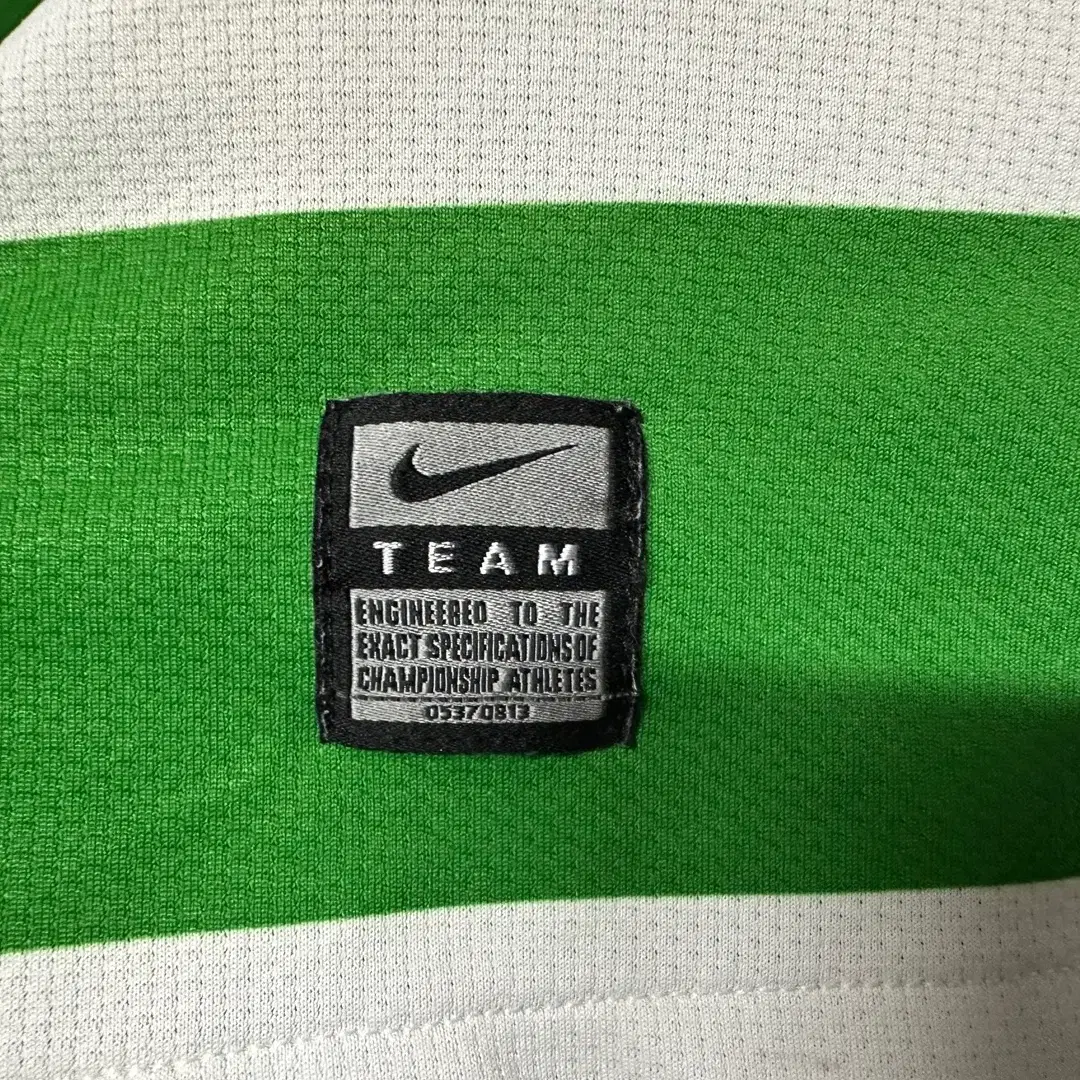 TEAM
ENGINEERED TO THE
EXACT SPECIFICATIONS OF
CHAMPIONSHIP ATHLETES
05370813